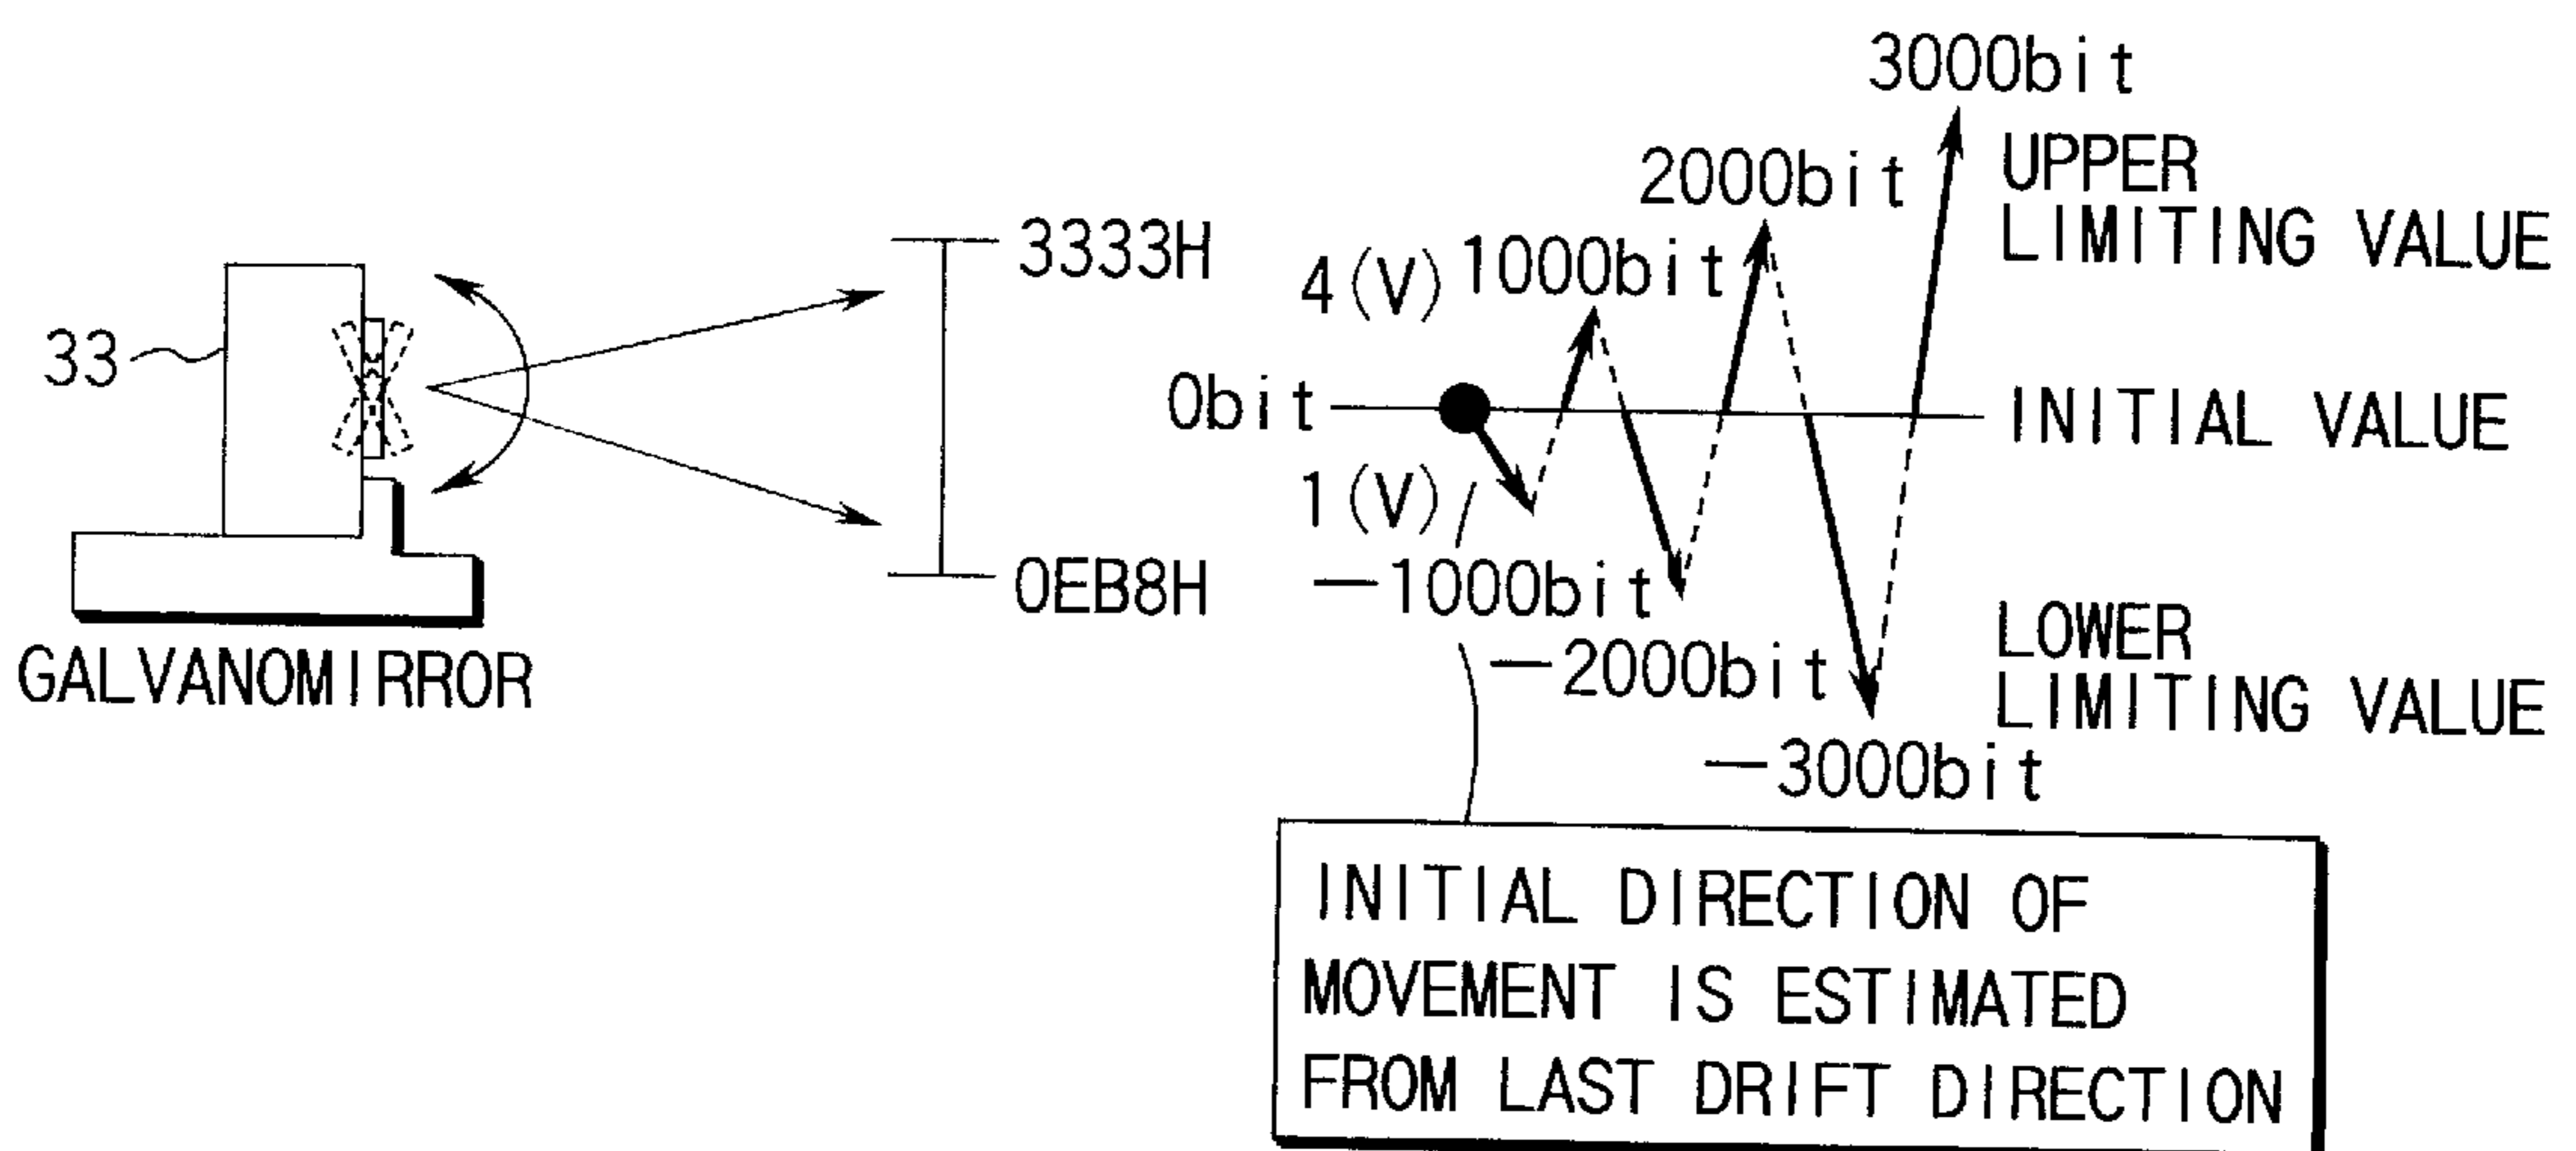 33
GALVANOMIRROR
3333H
0EB8H
3000bit
UPPER
LIMITING VALUE
2000bit
4(V) 1000bit
0bit
INITIAL VALUE
1(V)
−1000bit
−2000bit
LOWER
LIMITING VALUE
−3000bit
INITIAL DIRECTION OF
MOVEMENT IS ESTIMATED
FROM LAST DRIFT DIRECTION